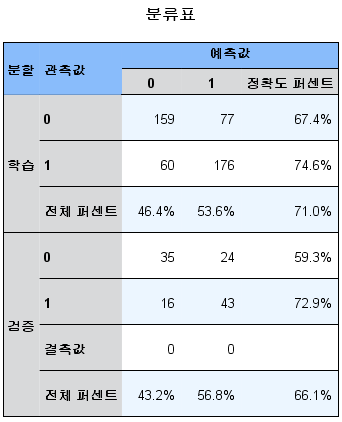 분류표
분할 관측값 예측값
0 1 정확도 퍼센트
학습 0 159 77 67.4%
1 60 176 74.6%
전체 퍼센트 46.4% 53.6% 71.0%
검증 0 35 24 59.3%
1 16 43 72.9%
결측값 0 0
전체 퍼센트 43.2% 56.8% 66.1%